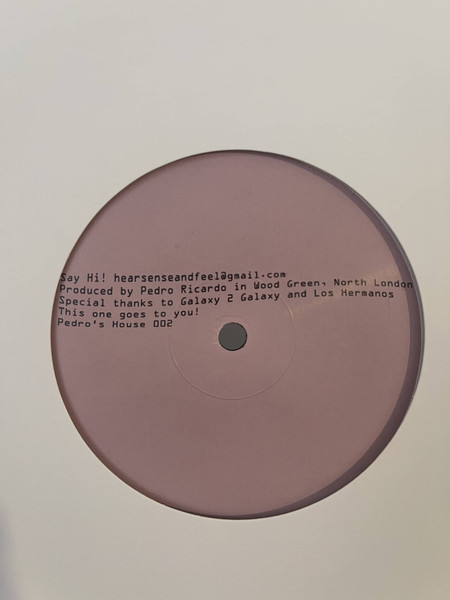 Say Hi! hearsenseandfeel@gmail.com
Produced by Pedro Ricardo in Wood Green, North London
Special thanks to Galaxy 2 Galaxy and Los Hermanos
This one goes to you!
Pedro's House 002